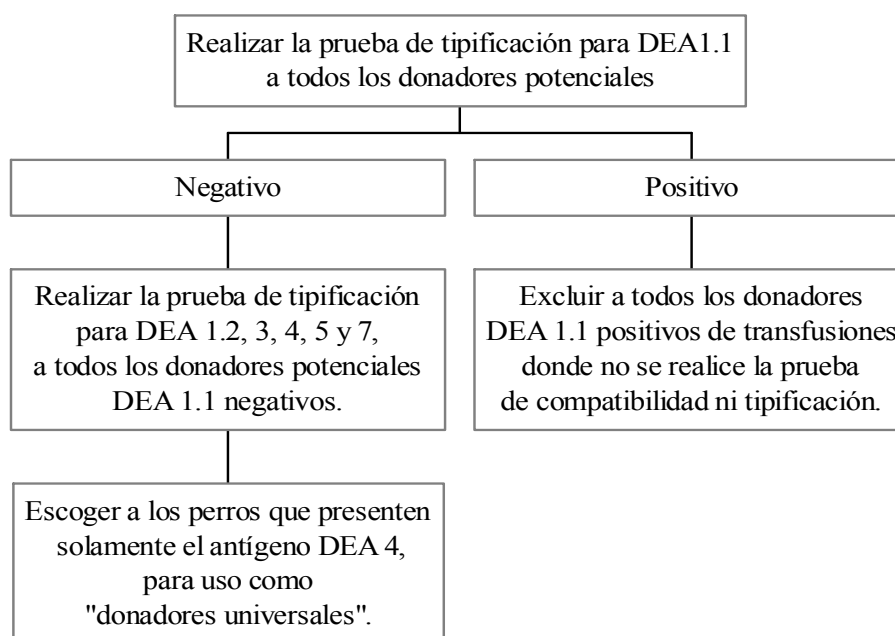 Realizar la prueba de tipificación para DEA1.1
a todos los donadores potenciales
Negativo
Positivo
Realizar la prueba de tipificación
para DEA 1.2, 3, 4, 5 y 7,
a todos los donadores potenciales
DEA 1.1 negativos.
Excluir a todos los donadores
DEA 1.1 positivos de transfusiones
donde no se realice la prueba
de compatibilidad ni tipificación.
Escoger a los perros que presenten
solamente el antígeno DEA 4,
para uso como
"donadores universales".